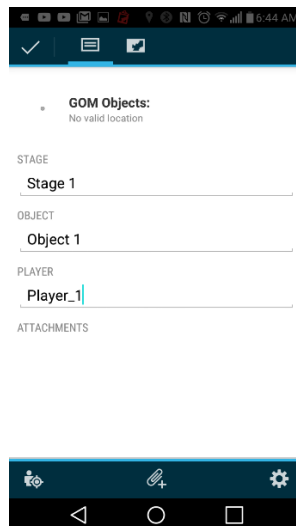 6:44 AM
GOM Objects:
No valid location
STAGE
Stage 1
OBJECT
Object 1
PLAYER
Player_1
ATTACHMENTS